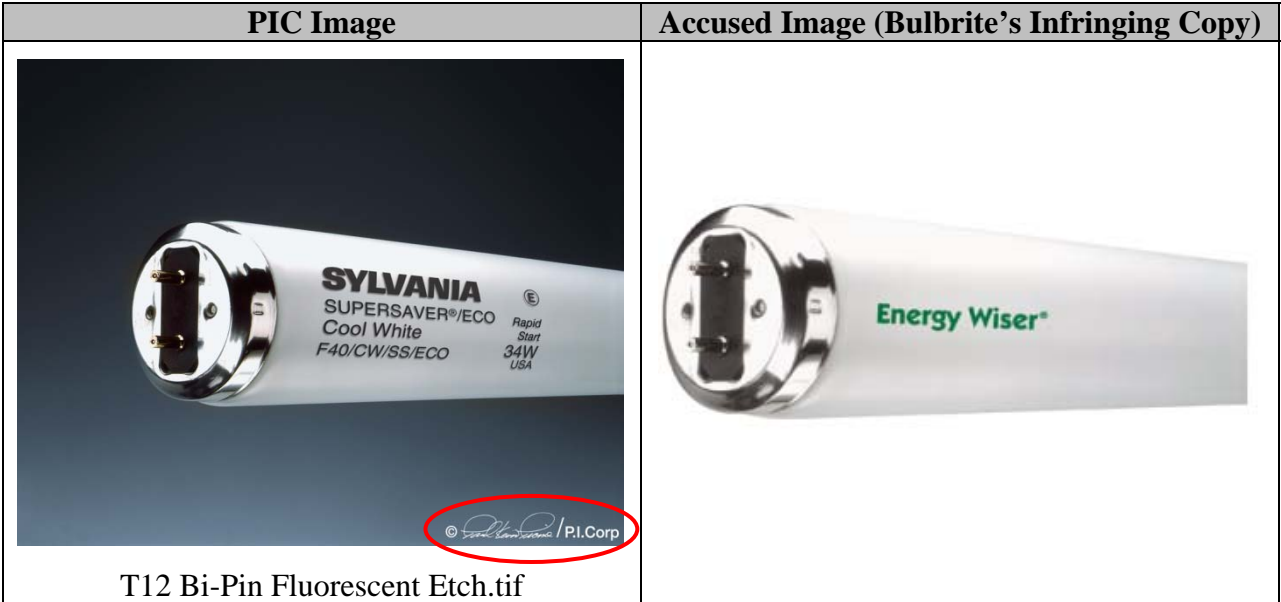 PIC Image
Accused Image (Bulbrite's Infringing Copy)
SYLVANIA
SUPERSAVER®/ECO
Cool White
F40/CW/SS/ECO
Ⓔ
Rapid
Start
34W
USA
© /P.I.Corp
T12 Bi-Pin Fluorescent Etch.tif
Energy Wiser®